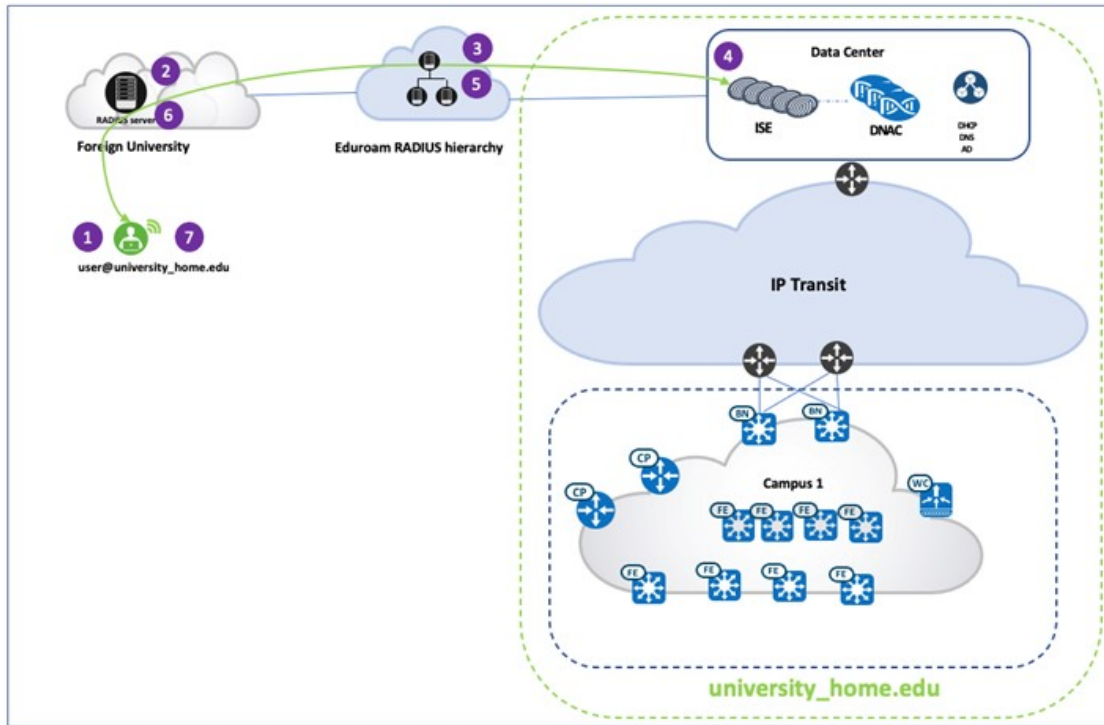 2
3
4
Data Center
RADIUS server
6
5
ISE
DNAC
DHCP
DNS
AD
Foreign University
Eduroam RADIUS hierarchy
1
7
user@university_home.edu
IP Transit
BN
BN
CP
CP
Campus 1
WC
FE
FE
FE
FE
FE
FE
FE
FE
university_home.edu